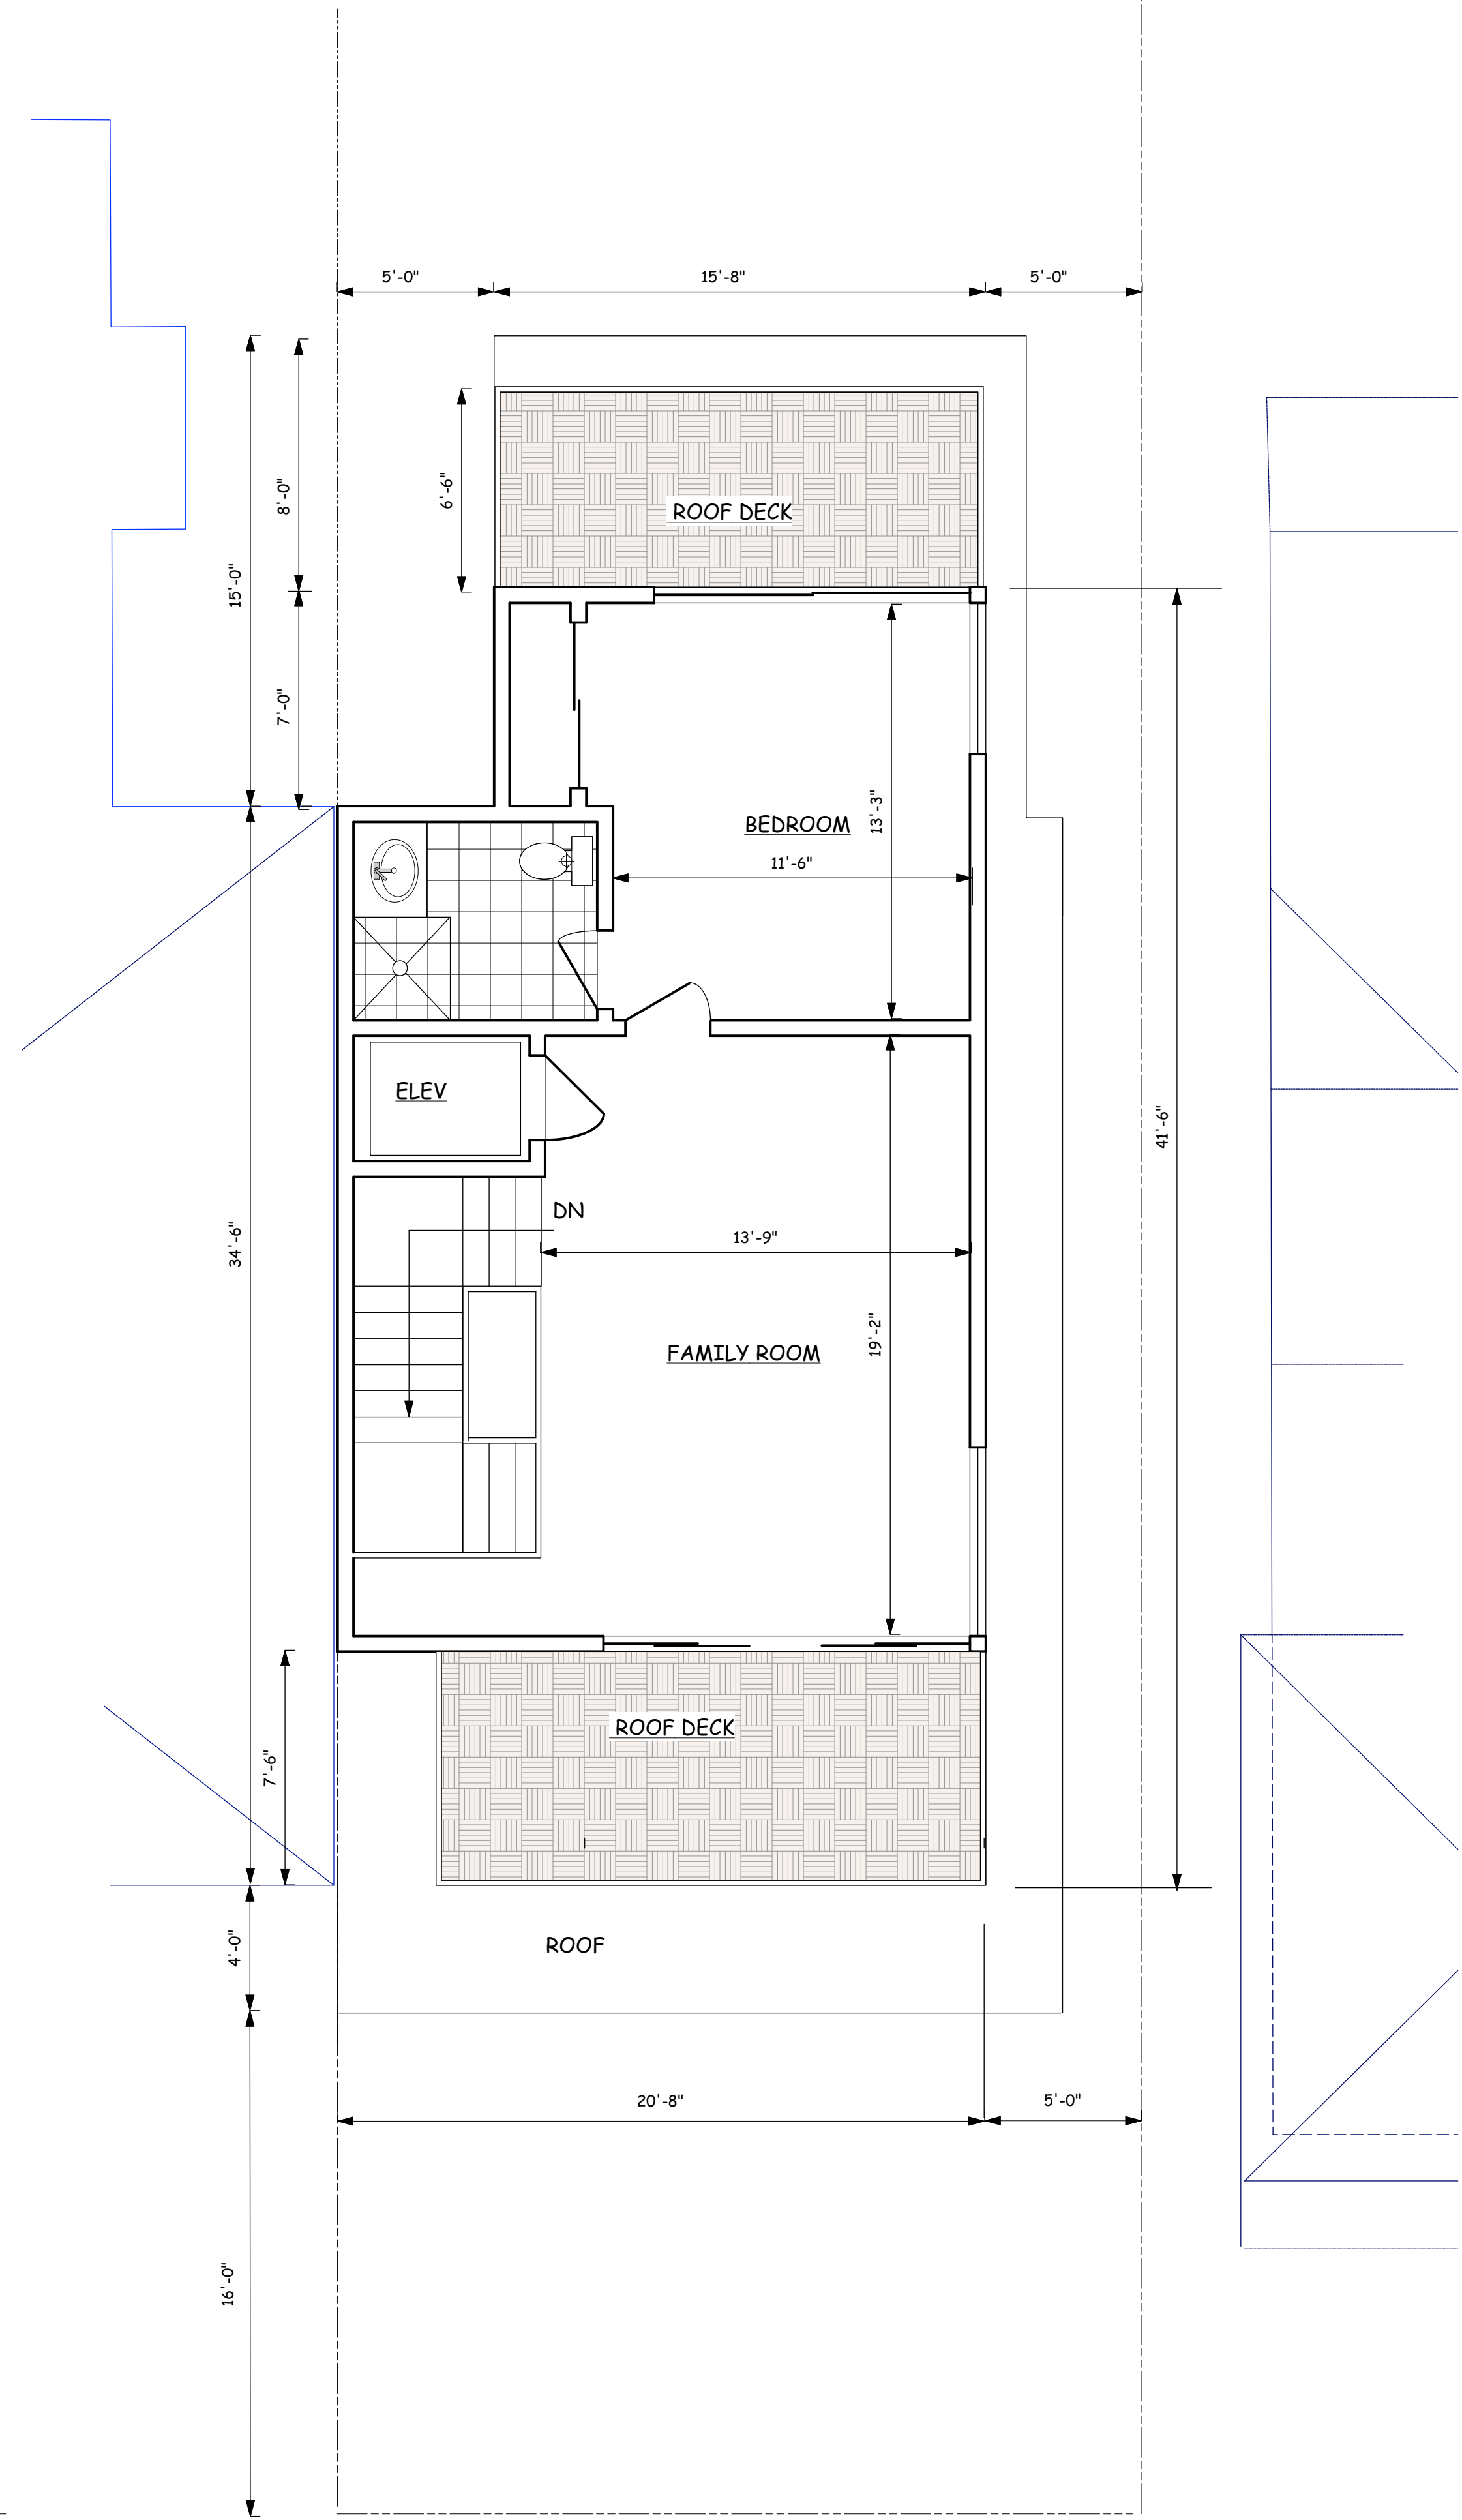 5'-0" 15'-8" 5'-0"
8'-0"
6'-6"
ROOF DECK
15'-0"
7'-0"
BEDROOM
13'-3"
11'-6"
ELEV
41'-6"
DN
34'-6"
13'-9"
19'-2"
FAMILY ROOM
ROOF DECK
7'-6"
4'-0"
ROOF
20'-8" 5'-0"
16'-0"